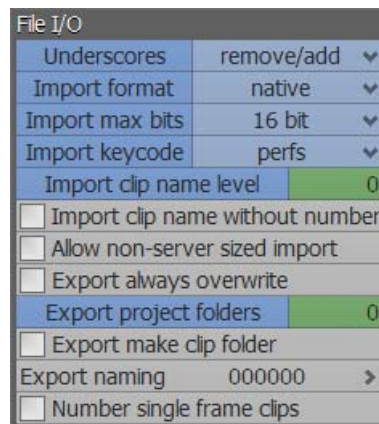 File I/O
Underscores remove/add
Import format native
Import max bits 16 bit
Import keycode perfs
Import clip name level 0
Import clip name without number
Allow non-server sized import
Export always overwrite
Export project folders 0
Export make clip folder
Export naming 000000 >
Number single frame clips